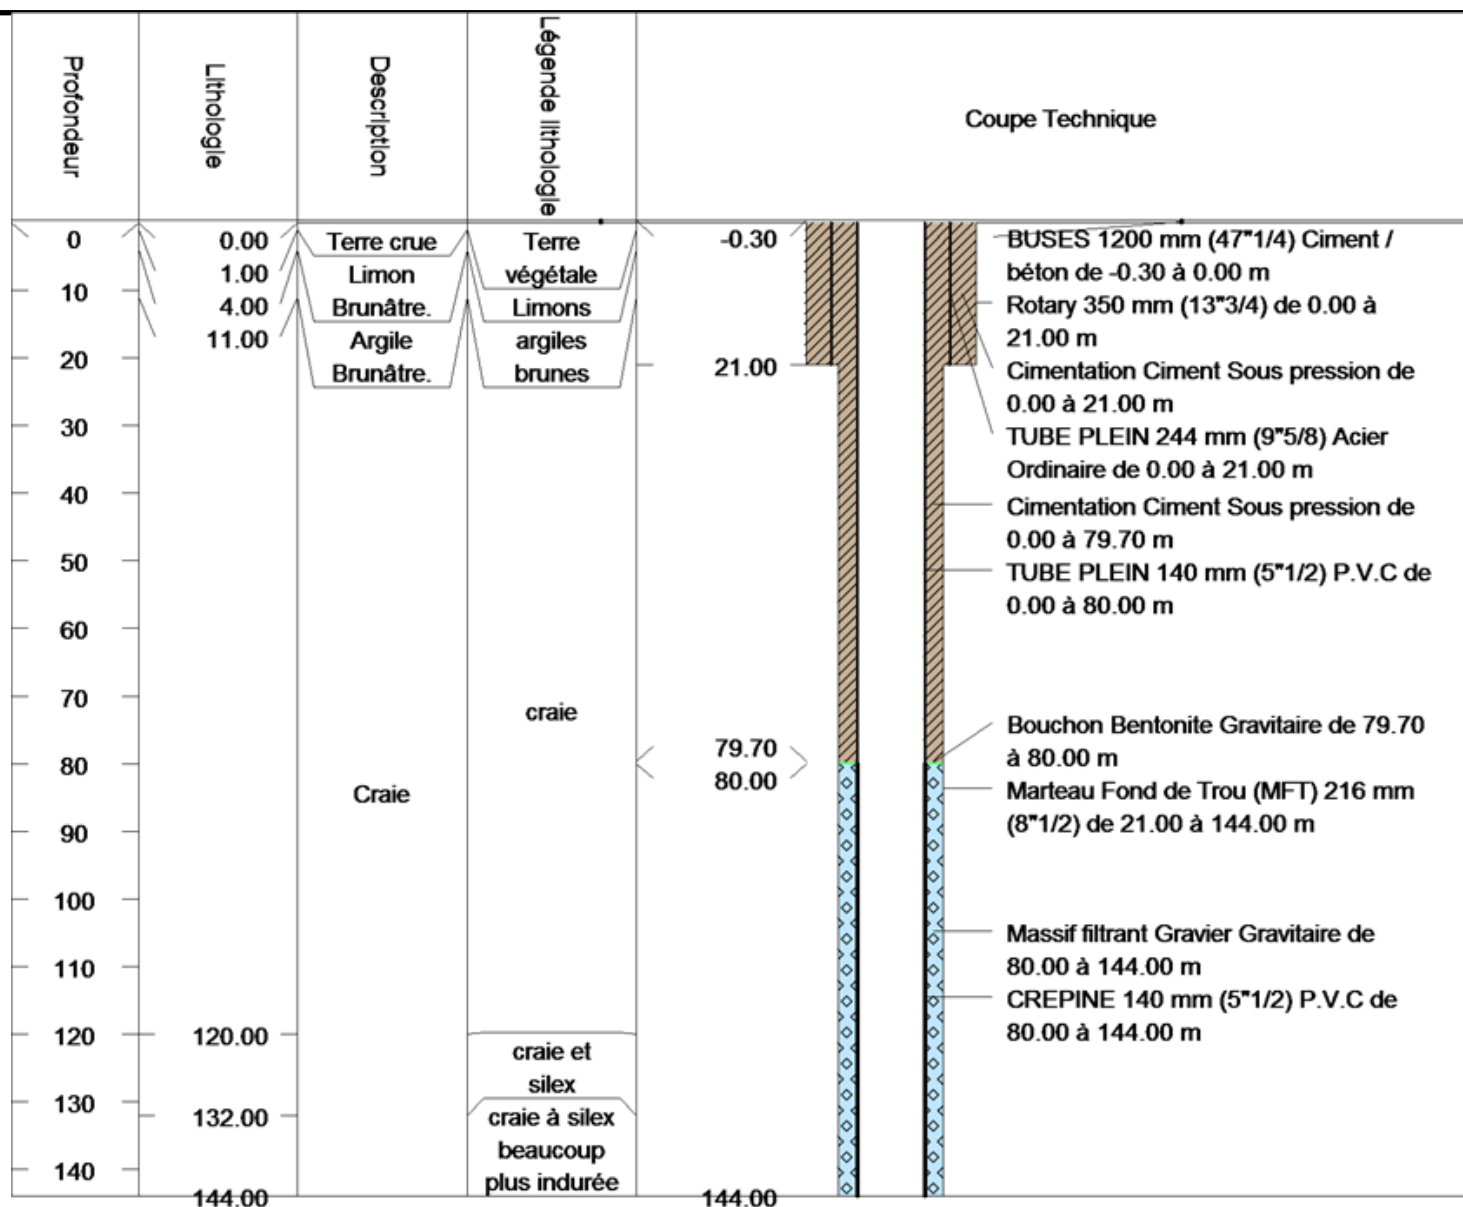 Profondeur
Lithologie
Description
Légende lithologie
Coupe Technique
0
10
20
30
40
50
60
70
80
90
100
110
120
130
140
0.00
1.00
4.00
11.00
120.00
132.00
144.00
Terre crue
Limon
Brunâtre.
Argile
Brunâtre.
Craie
Terre
végétale
Limons
argiles
brunes
craie
craie et
silex
craie à silex
beaucoup
plus indurée
-0.30
21.00
79.70
80.00
144.00
BUSES 1200 mm (47"1/4) Ciment /
béton de -0.30 à 0.00 m
Rotary 350 mm (13"3/4) de 0.00 à
21.00 m
Cimentation Ciment Sous pression de
0.00 à 21.00 m
TUBE PLEIN 244 mm (9"5/8) Acier
Ordinaire de 0.00 à 21.00 m
Cimentation Ciment Sous pression de
0.00 à 79.70 m
TUBE PLEIN 140 mm (5"1/2) P.V.C de
0.00 à 80.00 m
Bouchon Bentonite Gravitaire de 79.70
à 80.00 m
Marteau Fond de Trou (MFT) 216 mm
(8"1/2) de 21.00 à 144.00 m
Massif filtrant Gravier Gravitaire de
80.00 à 144.00 m
CREPINE 140 mm (5"1/2) P.V.C de
80.00 à 144.00 m